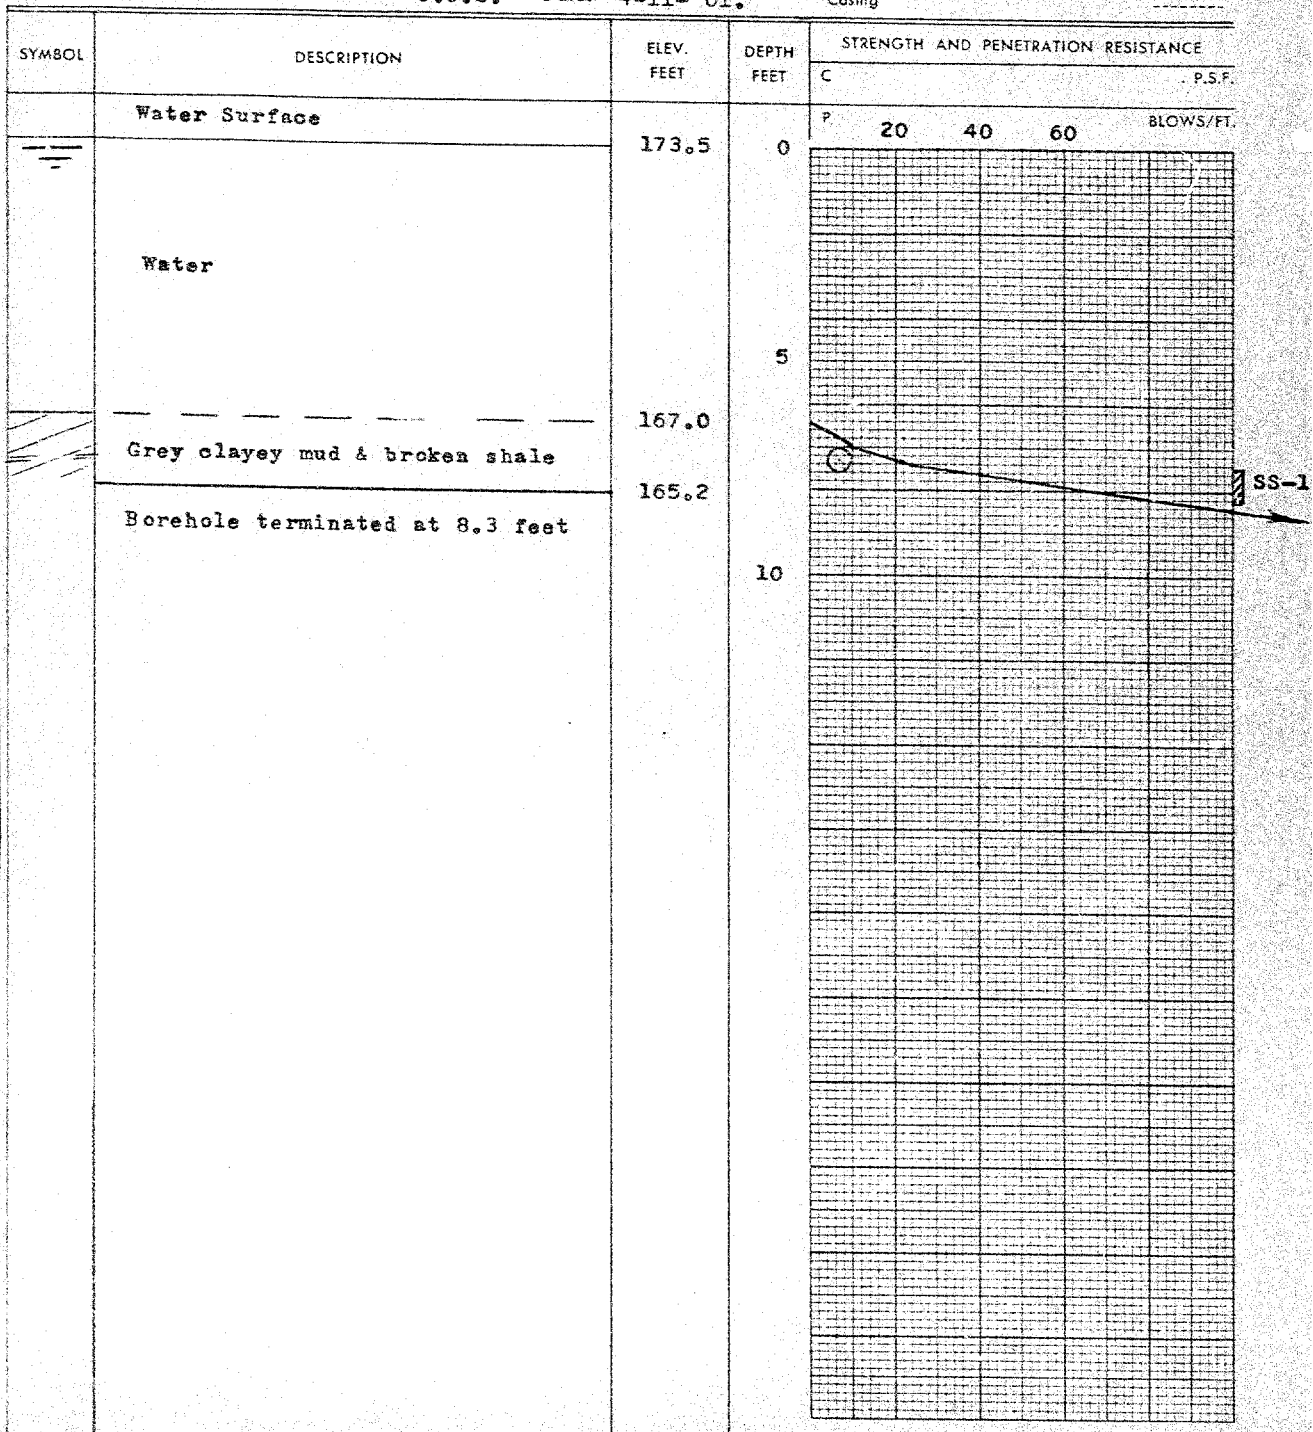 Casing
SYMBOL
DESCRIPTION
ELEV. FEET
DEPTH FEET
STRENGTH AND PENETRATION RESISTANCE
C P.S.F.
P 20 40 60 BLOWS/FT.
Water Surface
173.5 0
Water
5
167.0
Grey clayey mud & broken shale
165.2
SS-1
Borehole terminated at 8.3 feet
10